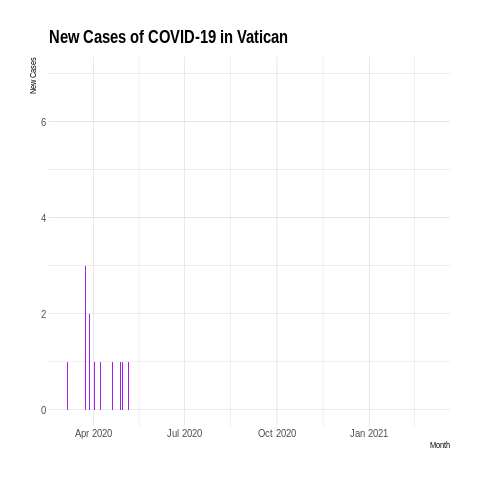 New Cases of COVID-19 in Vatican
New Cases
6
4
2
0
Apr 2020 Jul 2020 Oct 2020 Jan 2021
Month